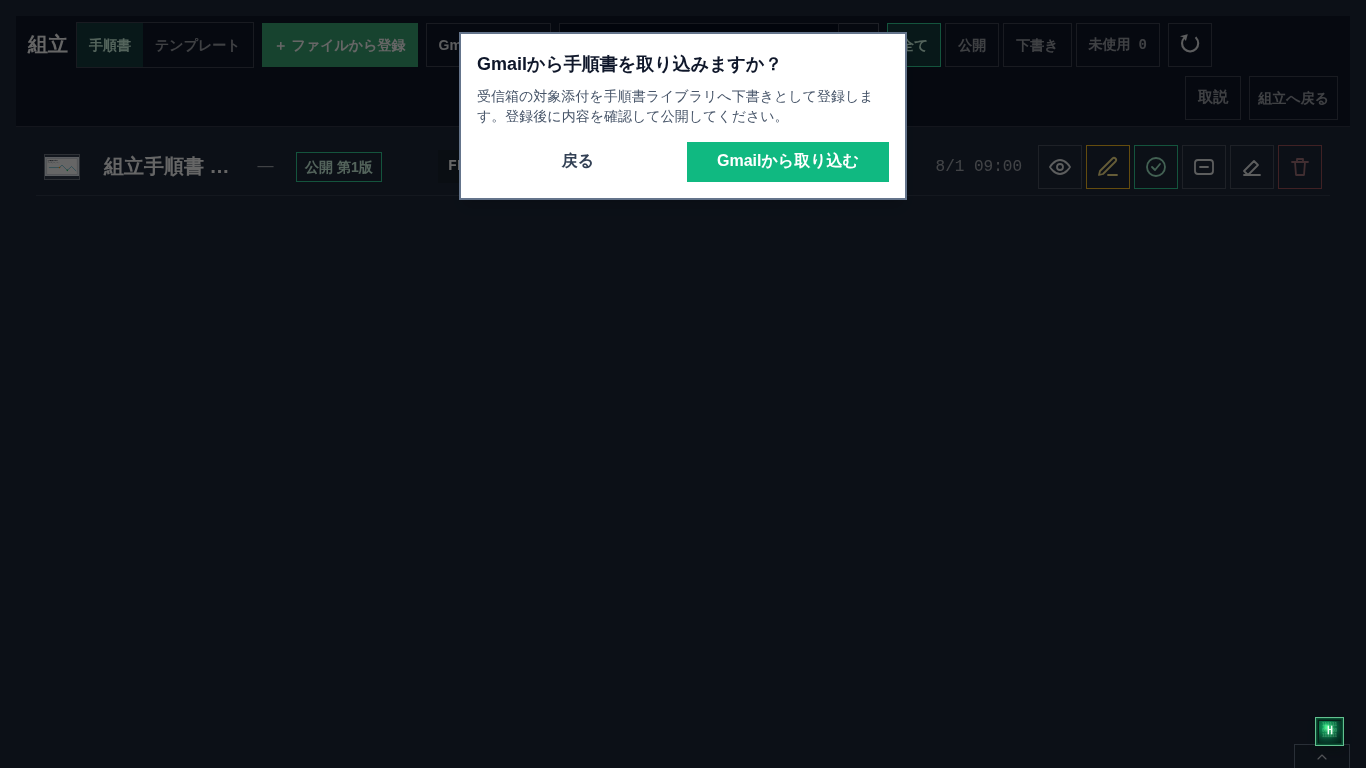 組立
手順書
テンプレート
+ ファイルから登録
全て
公開
下書き
未使用 0
取説
組立へ戻る
Gmailから手順書を取り込みますか？
受信箱の対象添付を手順書ライブラリへ下書きとして登録しま
す。登録後に内容を確認して公開してください。
戻る
Gmailから取り込む
組立手順書 …
—
公開 第1版
8/1 09:00
H